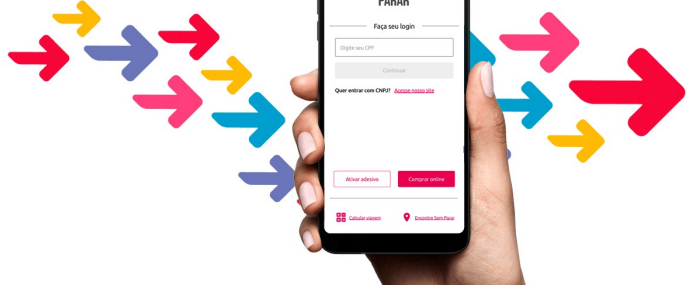 PARAR
Faça seu login
Digite seu CPF
Continuar
Quer entrar com CNPJ? Acesse nosso site
Ativar adesivo
Comprar online
Calcular viagem
Encontre Sem Parar